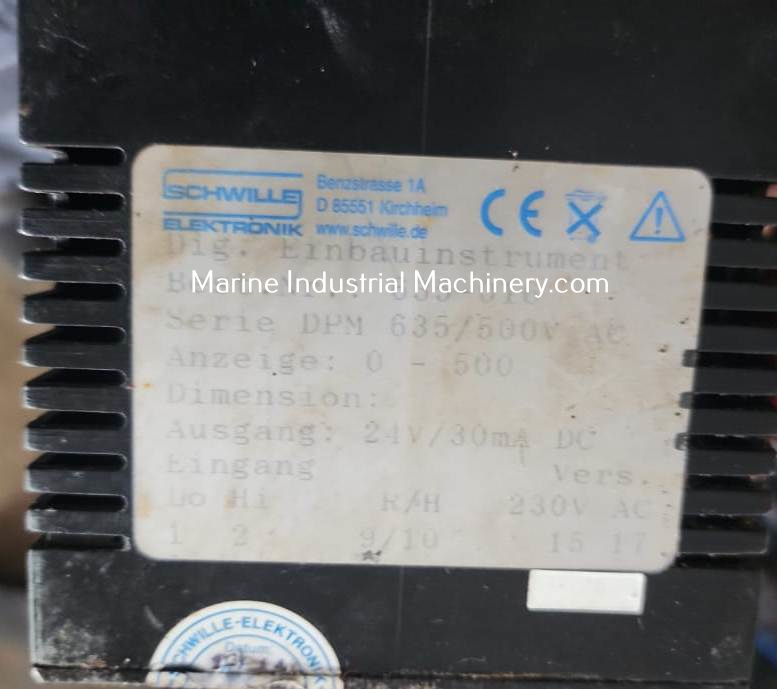 SCHWILLE
ELEKTRONIK
Benzstrasse 1A
D 85551 Kirchheim
www.schwille.de
CE
Dig. Einbauinstrument
Marine Industrial Machinery.com
Serie DPM 635/500V AC
Anzeige: 0 - 500
Dimension:
Ausgang: 24V/30mA DC
Eingang Vers.
Lo Hi R/H 230V AC
1 2 9/10 15 17
SCHWILLE-ELEKTRONIK
Datum: